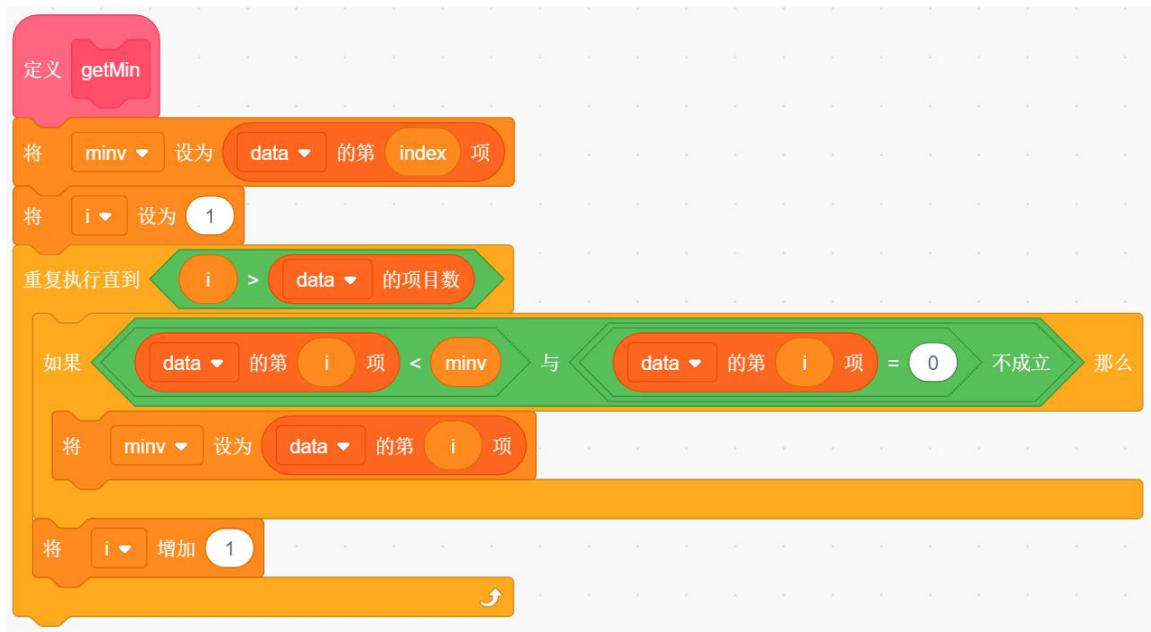 定义 getMin
将 minv 设为 data 的第 index 项
将 i 设为 1
重复执行直到 i > data 的项目数
如果 data 的第 i 项 < minv 与 data 的第 i 项 = 0 不成立 那么
将 minv 设为 data 的第 i 项
将 i 增加 1